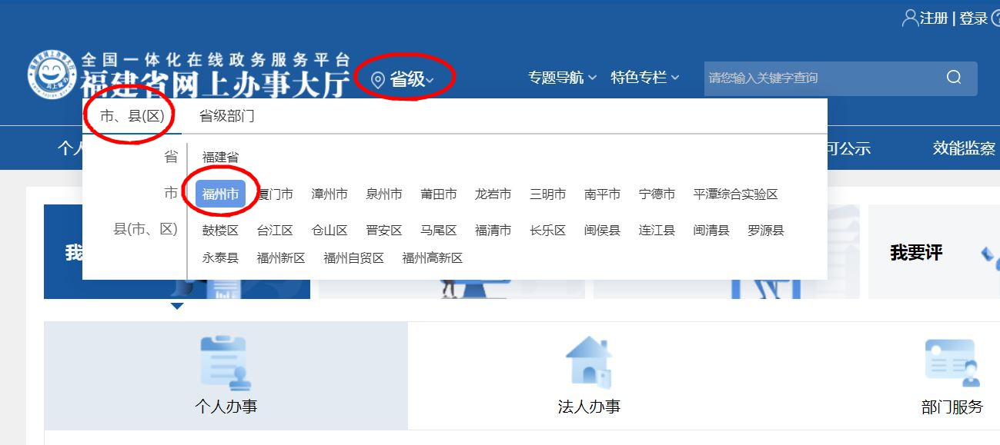 注册 | 登录
全国一体化在线政务服务平台
福建省网上办事大厅
省级
专题导航
特色专栏
请您输入关键字查询
市、县(区)
省级部门
个人
可公示
效能监察
省
福建省
市
福州市 厦门市 漳州市 泉州市 莆田市 龙岩市 三明市 南平市 宁德市 平潭综合实验区
县(市、区)
鼓楼区 台江区 仓山区 晋安区 马尾区 福清市 长乐区 闽侯县 连江县 闽清县 罗源县
永泰县 福州新区 福州自贸区 福州高新区
我
我要评
个人办事
法人办事
部门服务